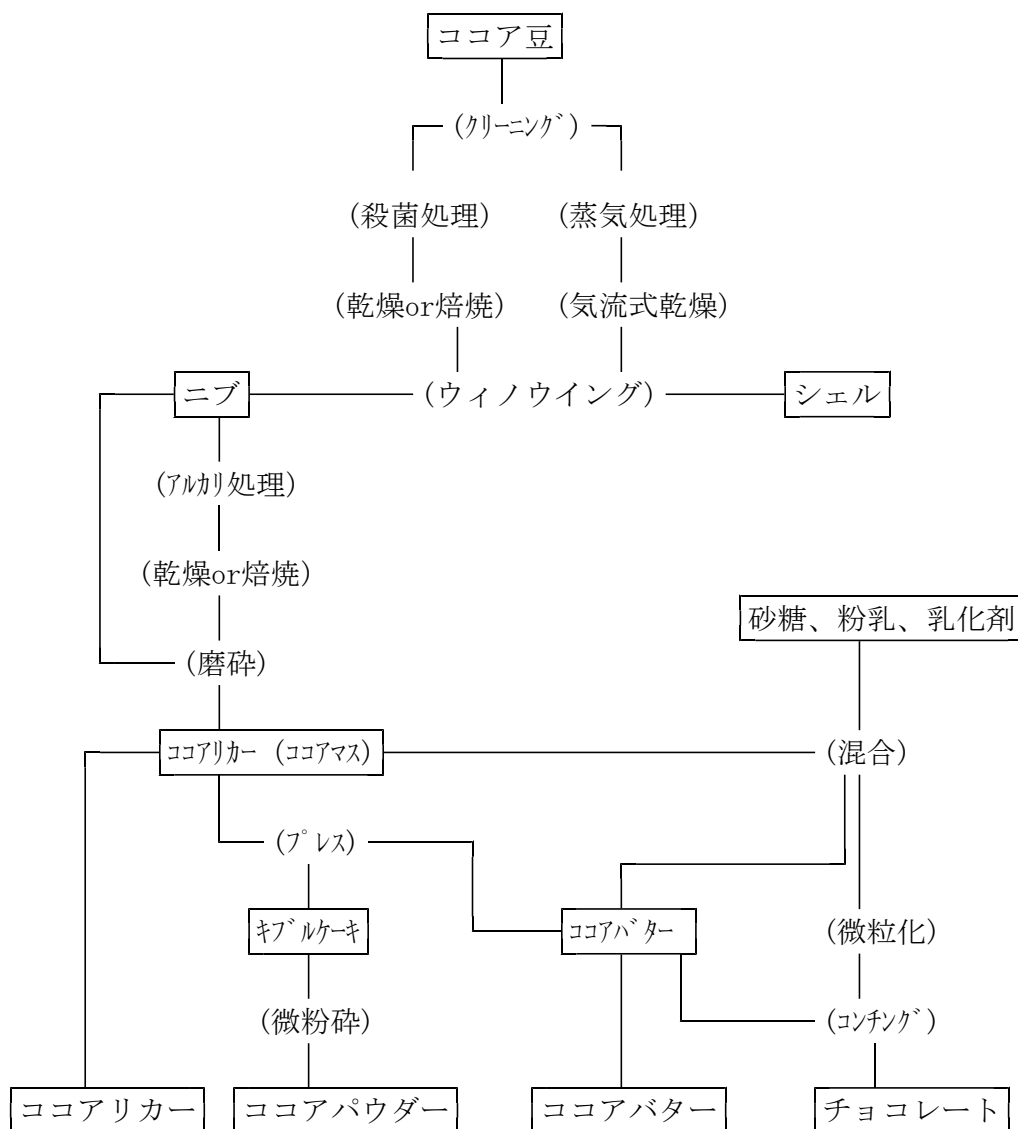 ココア豆
(クリーニング)
(殺菌処理) (蒸気処理)
(乾燥or焙焼) (気流式乾燥)
ニブ (ウィノウイング) シェル
(アルカリ処理)
(乾燥or焙焼)
砂糖、粉乳、乳化剤
(磨砕)
ココアリカー (ココアマス) (混合)
(プレス)
キブルケーキ ココアバター (微粒化)
(微粉砕) (コンチング)
ココアリカー ココアパウダー ココアバター チョコレート